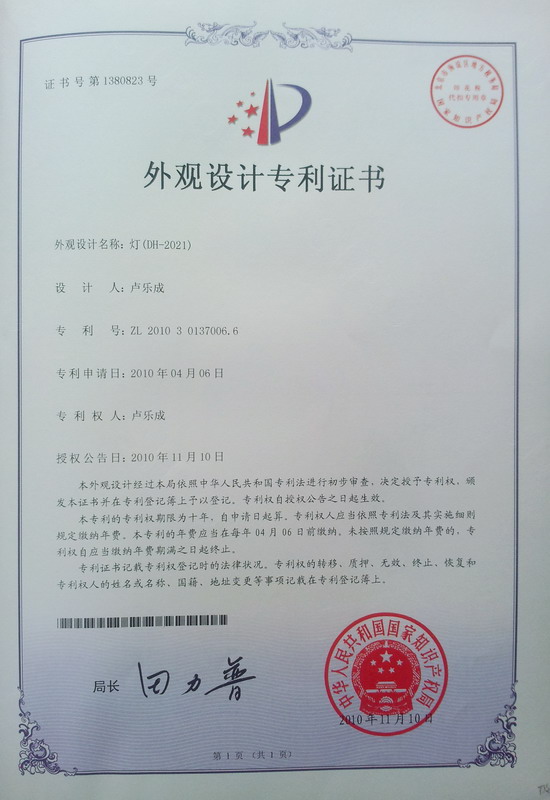 证书号第1380823号
外观设计专利证书
外观设计名称：灯(DH-2021)
设 计 人：卢乐成
专 利 号：ZL 2010 3 0137006.6
专利申请日：2010年04月06日
专 利 权 人：卢乐成
授权公告日：2010年11月10日
本外观设计经过本局依照中华人民共和国专利法进行初步审查，决定授予专利权，颁
发本证书并在专利登记簿上予以登记。专利权自授权公告之日起生效。
本专利的专利权期限为十年，自申请日起算。专利权人应当依照专利法及其实施细则
规定缴纳年费。本专利的年费应当在每年04月06日前缴纳。未按照规定缴纳年费的，专
利权自应当缴纳年费期满之日起终止。
专利证书记载专利权登记时的法律状况。专利权的转移、质押、无效、终止、恢复和
专利权人的姓名或名称、国籍、地址变更等事项记载在专利登记簿上。
局长 田力普
中华人民共和国国家知识产权局
2010年11月10日
第1页（共1页）